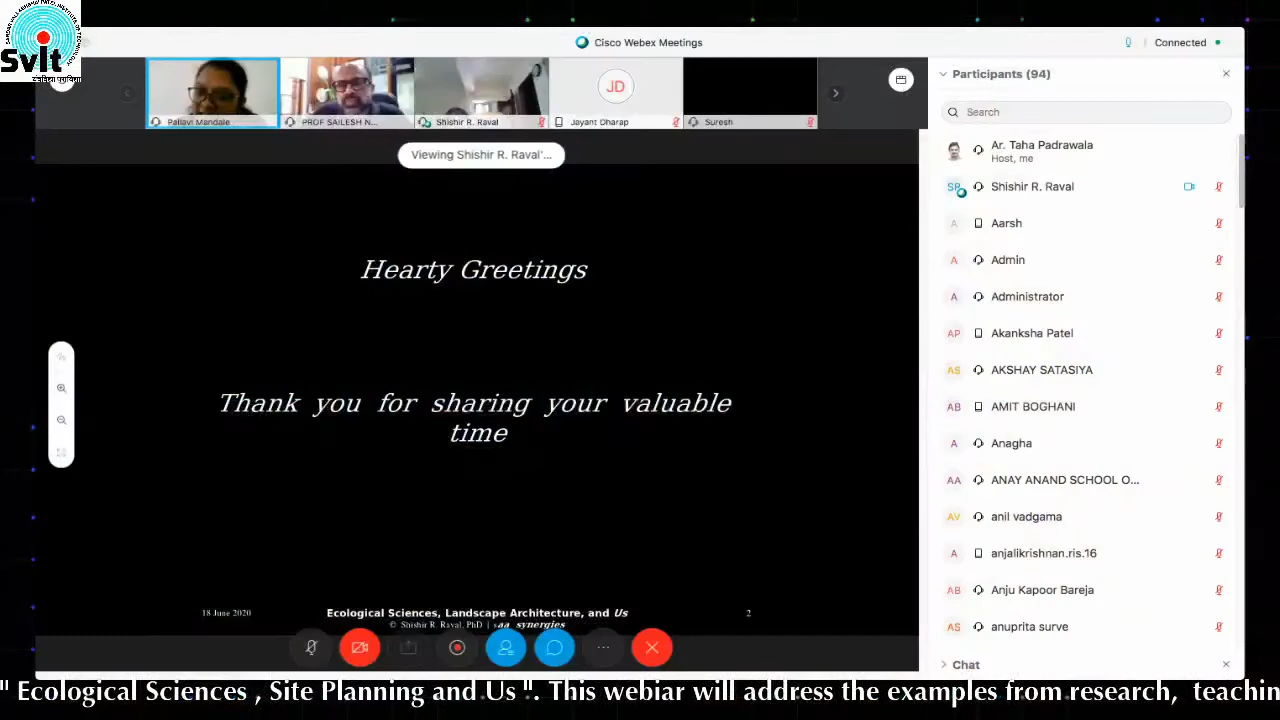 SVIT
Cisco Webex Meetings
Connected
Pallavi Mandale
PROF SAILESH N...
Shishir R. Raval
JD
Jayant Dharap
Suresh
Viewing Shishir R. Raval'...
Hearty Greetings
Thank you for sharing your valuable
time
18 June 2020
Ecological Sciences, Landscape Architecture, and Us
2
© Shishir R. Raval, PhD |
synergies
Participants (94)
Search
Ar. Taha Padrawala
Host, me
Shishir R. Raval
A Aarsh
A Admin
A Administrator
AP Akanksha Patel
AS AKSHAY SATASIYA
AB AMIT BOGHANI
A Anagha
AA ANAY ANAND SCHOOL O...
AV anil vadgama
A anjalikrishnan.ris.16
AB Anju Kapoor Bareja
AS anuprita surve
Chat
" Ecological Sciences , Site Planning and Us ". This webiar will address the examples from research, teachin